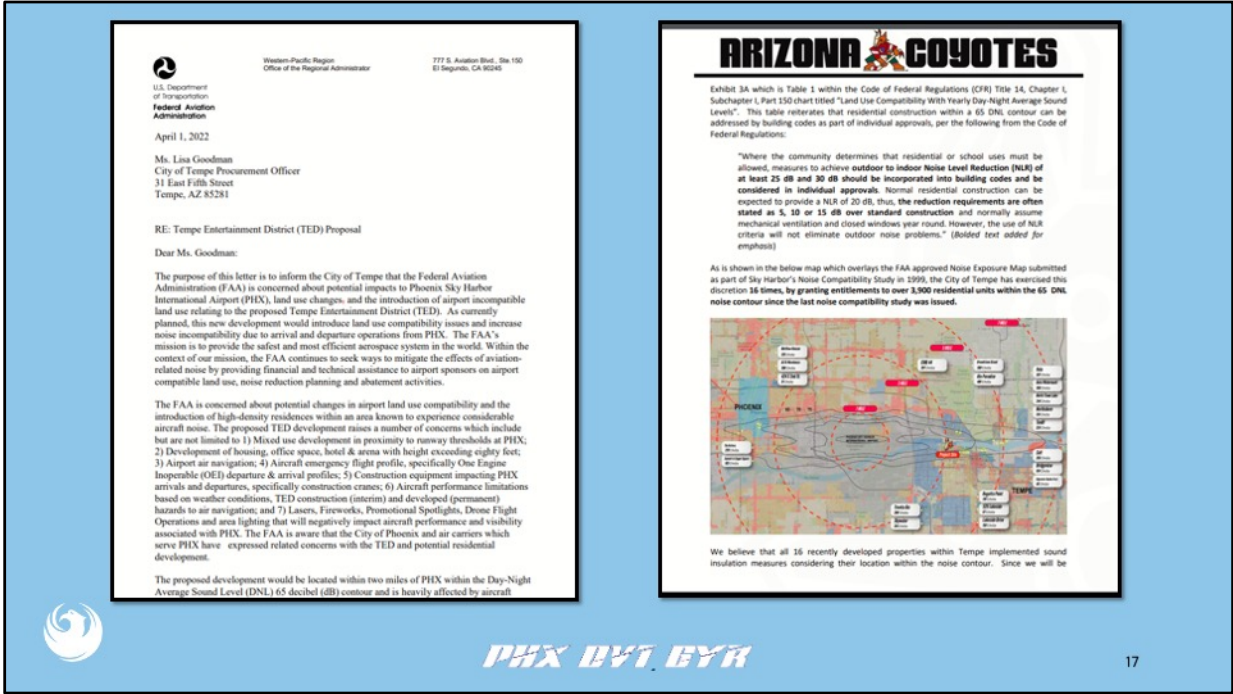 Western-Pacific Region
Office of the Regional Administrator
777 S. Aviation Blvd., Ste.150
El Segundo, CA 90245
U.S. Department
of Transportation
Federal Aviation
Administration
April 1, 2022
Ms. Lisa Goodman
City of Tempe Procurement Officer
31 East Fifth Street
Tempe, AZ 85281
RE: Tempe Entertainment District (TED) Proposal
Dear Ms. Goodman:
The purpose of this letter is to inform the City of Tempe that the Federal Aviation
Administration (FAA) is concerned about potential impacts to Phoenix Sky Harbor
International Airport (PHX), land use changes, and the introduction of airport incompatible
land use relating to the proposed Tempe Entertainment District (TED). As currently
planned, this new development would introduce land use compatibility issues and increase
noise incompatibility due to arrival and departure operations from PHX. The FAA's
mission is to provide the safest and most efficient aerospace system in the world. Within the
context of our mission, the FAA continues to seek ways to mitigate the effects of aviation-
related noise by providing financial and technical assistance to airport sponsors on airport
compatible land use, noise reduction planning and abatement activities.
The FAA is concerned about potential changes in airport land use compatibility and the
introduction of high-density residences within an area known to experience considerable
aircraft noise. The proposed TED development raises a number of concerns which include
but are not limited to 1) Mixed use development in proximity to runway thresholds at PHX;
2) Development of housing, office space, hotel & arena with height exceeding eighty feet;
3) Airport air navigation; 4) Aircraft emergency flight profile, specifically One Engine
Inoperable (OEI) departure & arrival profiles; 5) Construction equipment impacting PHX
arrivals and departures, specifically construction cranes; 6) Aircraft performance limitations
based on weather conditions, TED construction (interim) and developed (permanent)
hazards to air navigation; and 7) Lasers, Fireworks, Promotional Spotlights, Drone Flight
Operations and area lighting that will negatively impact aircraft performance and visibility
associated with PHX. The FAA is aware that the City of Phoenix and air carriers which
serve PHX have expressed related concerns with the TED and potential residential
development.
The proposed development would be located within two miles of PHX within the Day-Night
Average Sound Level (DNL) 65 decibel (dB) contour and is heavily affected by aircraft
ARIZONA COYOTES
Exhibit 3A which is Table 1 within the Code of Federal Regulations (CFR) Title 14, Chapter I,
Subchapter I, Part 150 chart titled "Land Use Compatibility With Yearly Day-Night Average Sound
Levels". This table reiterates that residential construction within a 65 DNL contour can be
addressed by building codes as part of individual approvals, per the following from the Code of
Federal Regulations:
"Where the community determines that residential or school uses must be
allowed, measures to achieve outdoor to indoor Noise Level Reduction (NLR) of
at least 25 dB and 30 dB should be incorporated into building codes and be
considered in individual approvals. Normal residential construction can be
expected to provide a NLR of 20 dB, thus, the reduction requirements are often
stated as 5, 10 or 15 dB over standard construction and normally assume
mechanical ventilation and closed windows year round. However, the use of NLR
criteria will not eliminate outdoor noise problems." (Bolded text added for
emphasis)
As is shown in the below map which overlays the FAA approved Noise Exposure Map submitted
as part of Sky Harbor's Noise Compatibility Study in 1999, the City of Tempe has exercised this
discretion 16 times, by granting entitlements to over 3,900 residential units within the 65 DNL
noise contour since the last noise compatibility study was issued.
PHOENIX
Project Site
TEMPE
We believe that all 16 recently developed properties within Tempe implemented sound
insulation measures considering their location within the noise contour. Since we will be
PHX DVT GYR
17